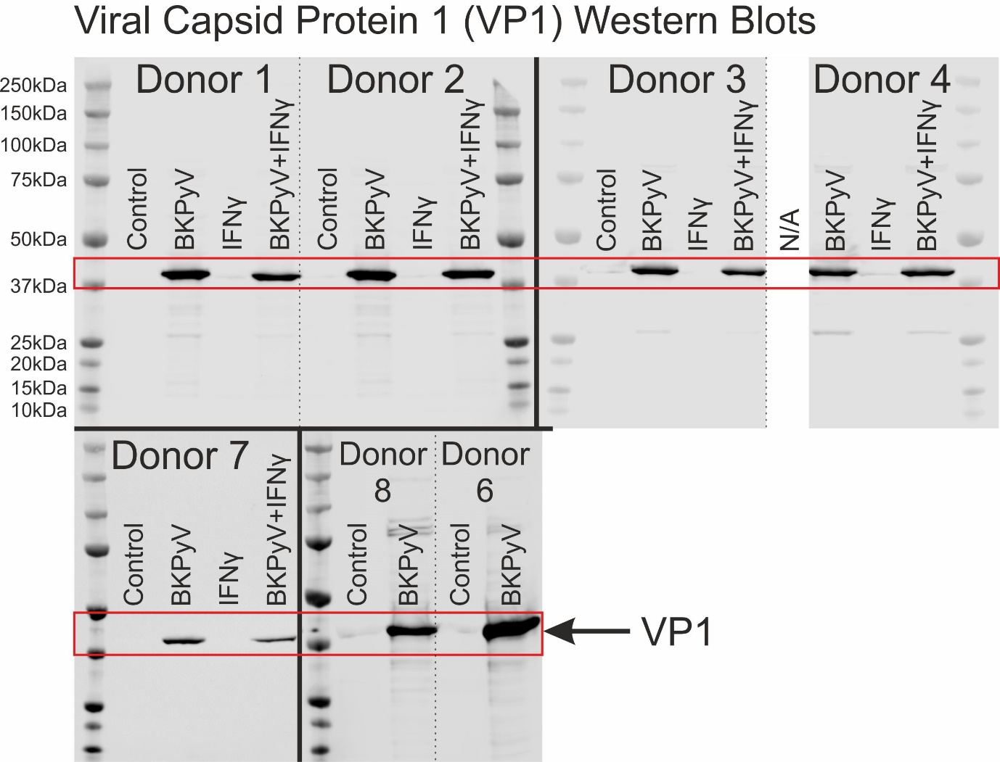 Viral Capsid Protein 1 (VP1) Western Blots
Donor 1
Donor 2
Donor 3
Donor 4
250kDa
150kDa
100kDa
75kDa
50kDa
37kDa
25kDa
20kDa
15kDa
10kDa
Control
BKPyV
IFNγ
BKPyV+IFNγ
Control
BKPyV
IFNγ
BKPyV+IFNγ
Control
BKPyV
IFNγ
BKPyV+IFNγ
N/A
BKPyV
IFNγ
BKPyV+IFNγ
Donor 7
Control
BKPyV
IFNγ
BKPyV+IFNγ
Donor
8
Donor
6
Control
BKPyV
Control
BKPyV
VP1